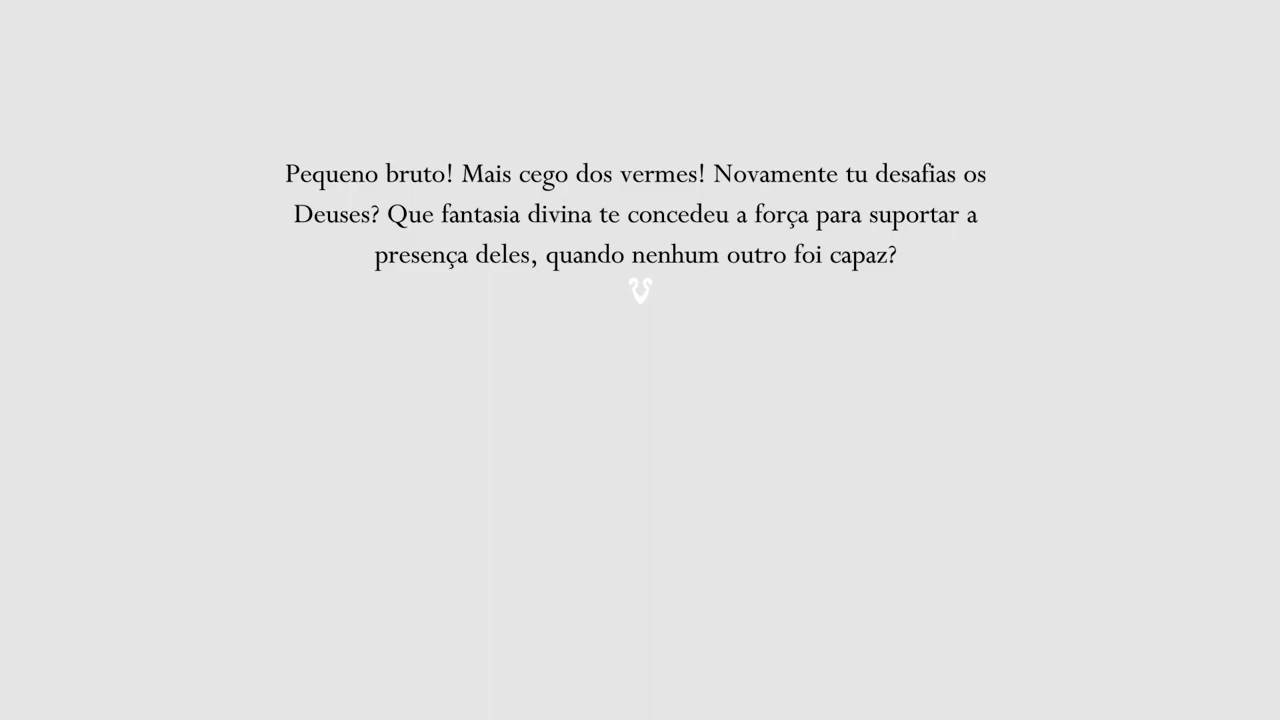 Pequeno bruto! Mais cego dos vermes! Novamente tu desafias os
Deuses? Que fantasia divina te concedeu a força para suportar a
presença deles, quando nenhum outro foi capaz?